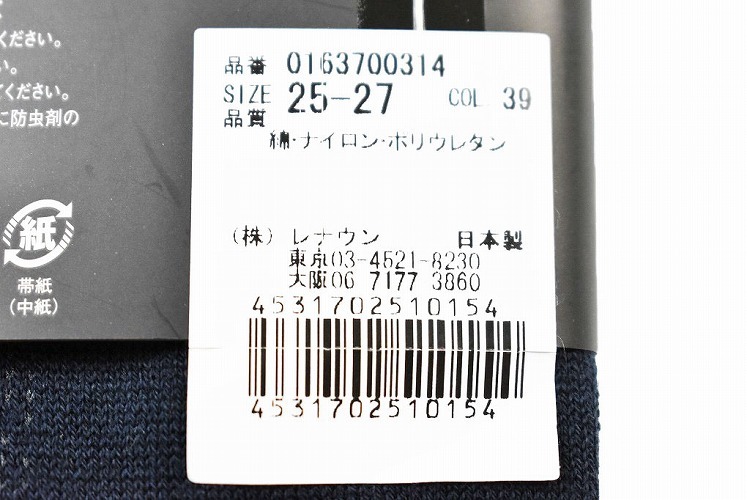 ください。
い。
ください。
に防虫剤の
紙
帯紙
(中紙)
品番 0163700314
SIZE 25-27 COL. 39
品質
綿・ナイロン・ポリウレタン
(株) レナウン 日本製
東京03-4521-8230
大阪06 7177 3860
4531702510154
4531702510154